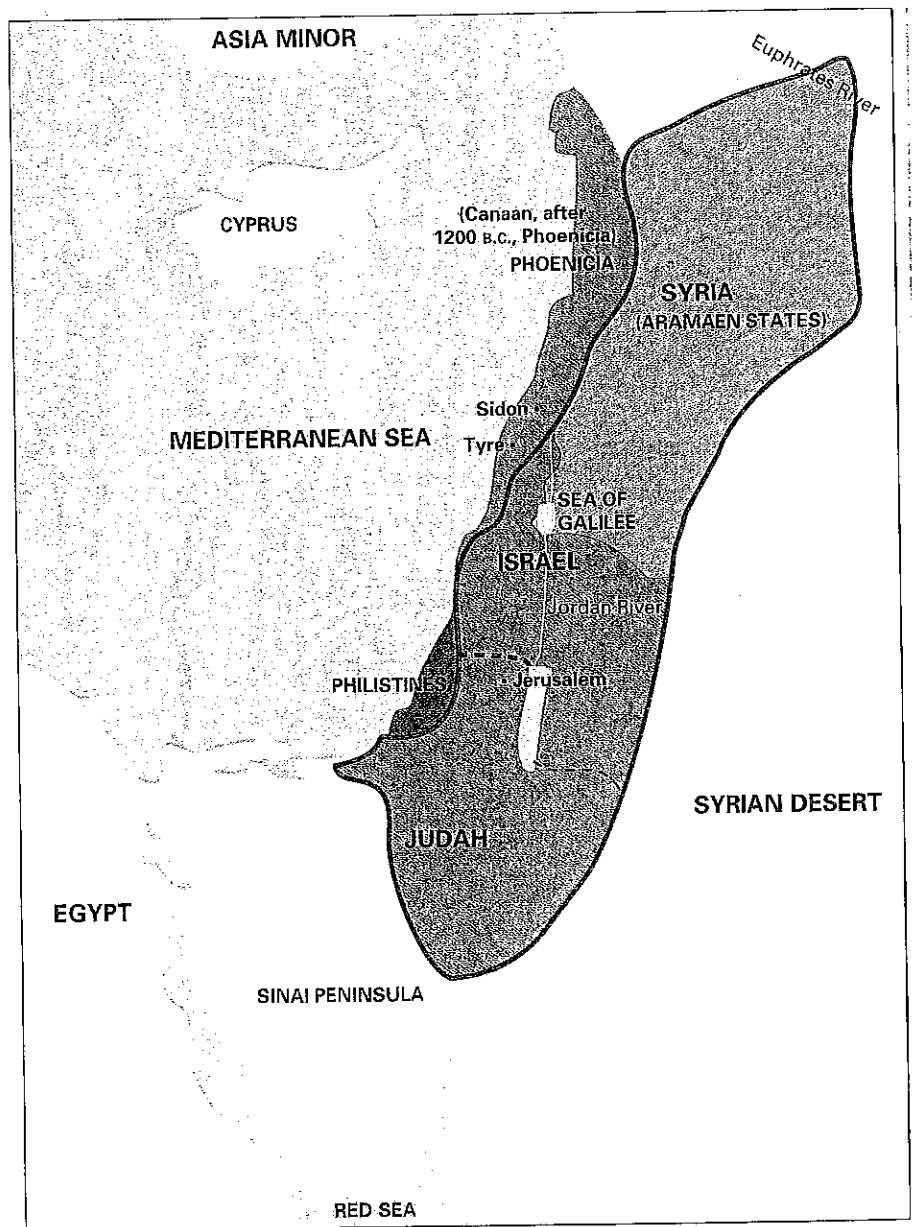 ASIA MINOR
Euphrates River
CYPRUS
(Canaan, after
1200 B.C., Phoenicia)
PHOENICIA
SYRIA
(ARAMAEN STATES)
Sidon
MEDITERRANEAN SEA
Tyre
SEA OF
GALILEE
ISRAEL
Jordan River
PHILISTINES
Jerusalem
SYRIAN DESERT
JUDAH
EGYPT
SINAI PENINSULA
RED SEA